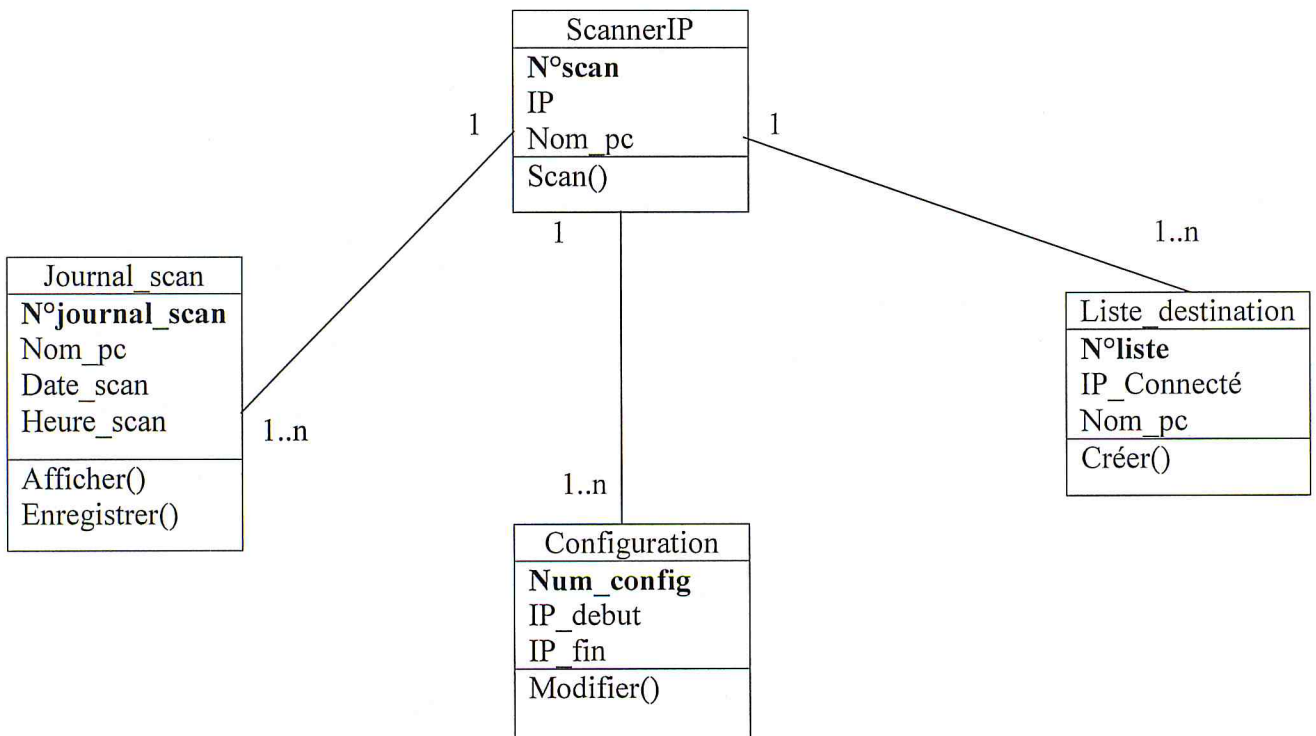 ScannerIP
N°scan
IP
Nom_pc
Scan()
1
1
1
1..n
Journal_scan
N°journal_scan
Nom_pc
Date_scan
Heure_scan
Afficher()
Enregistrer()
1..n
Liste_destination
N°liste
IP_Connecté
Nom_pc
Créer()
1..n
Configuration
Num_config
IP_debut
IP_fin
Modifier()